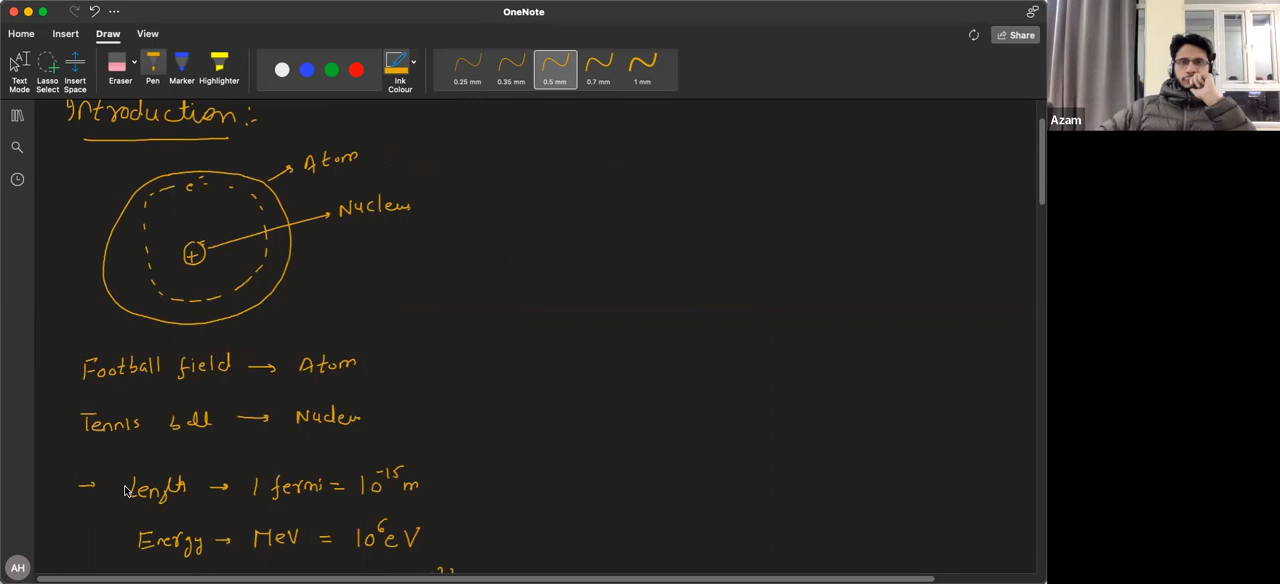 OneNote
Home Insert Draw View
Share
Text Mode
Lasso Select
Insert Space
Eraser
Pen
Marker
Highlighter
Ink Colour
0.25 mm
0.35 mm
0.5 mm
0.7 mm
1 mm
Azam
Introduction:-
Atom
e⁻
Nucleus
+
Football field → Atom
Tennis ball → Nucleus
→ Length → 1 fermi = 10⁻¹⁵ m
Energy → MeV = 10⁶ eV
AH